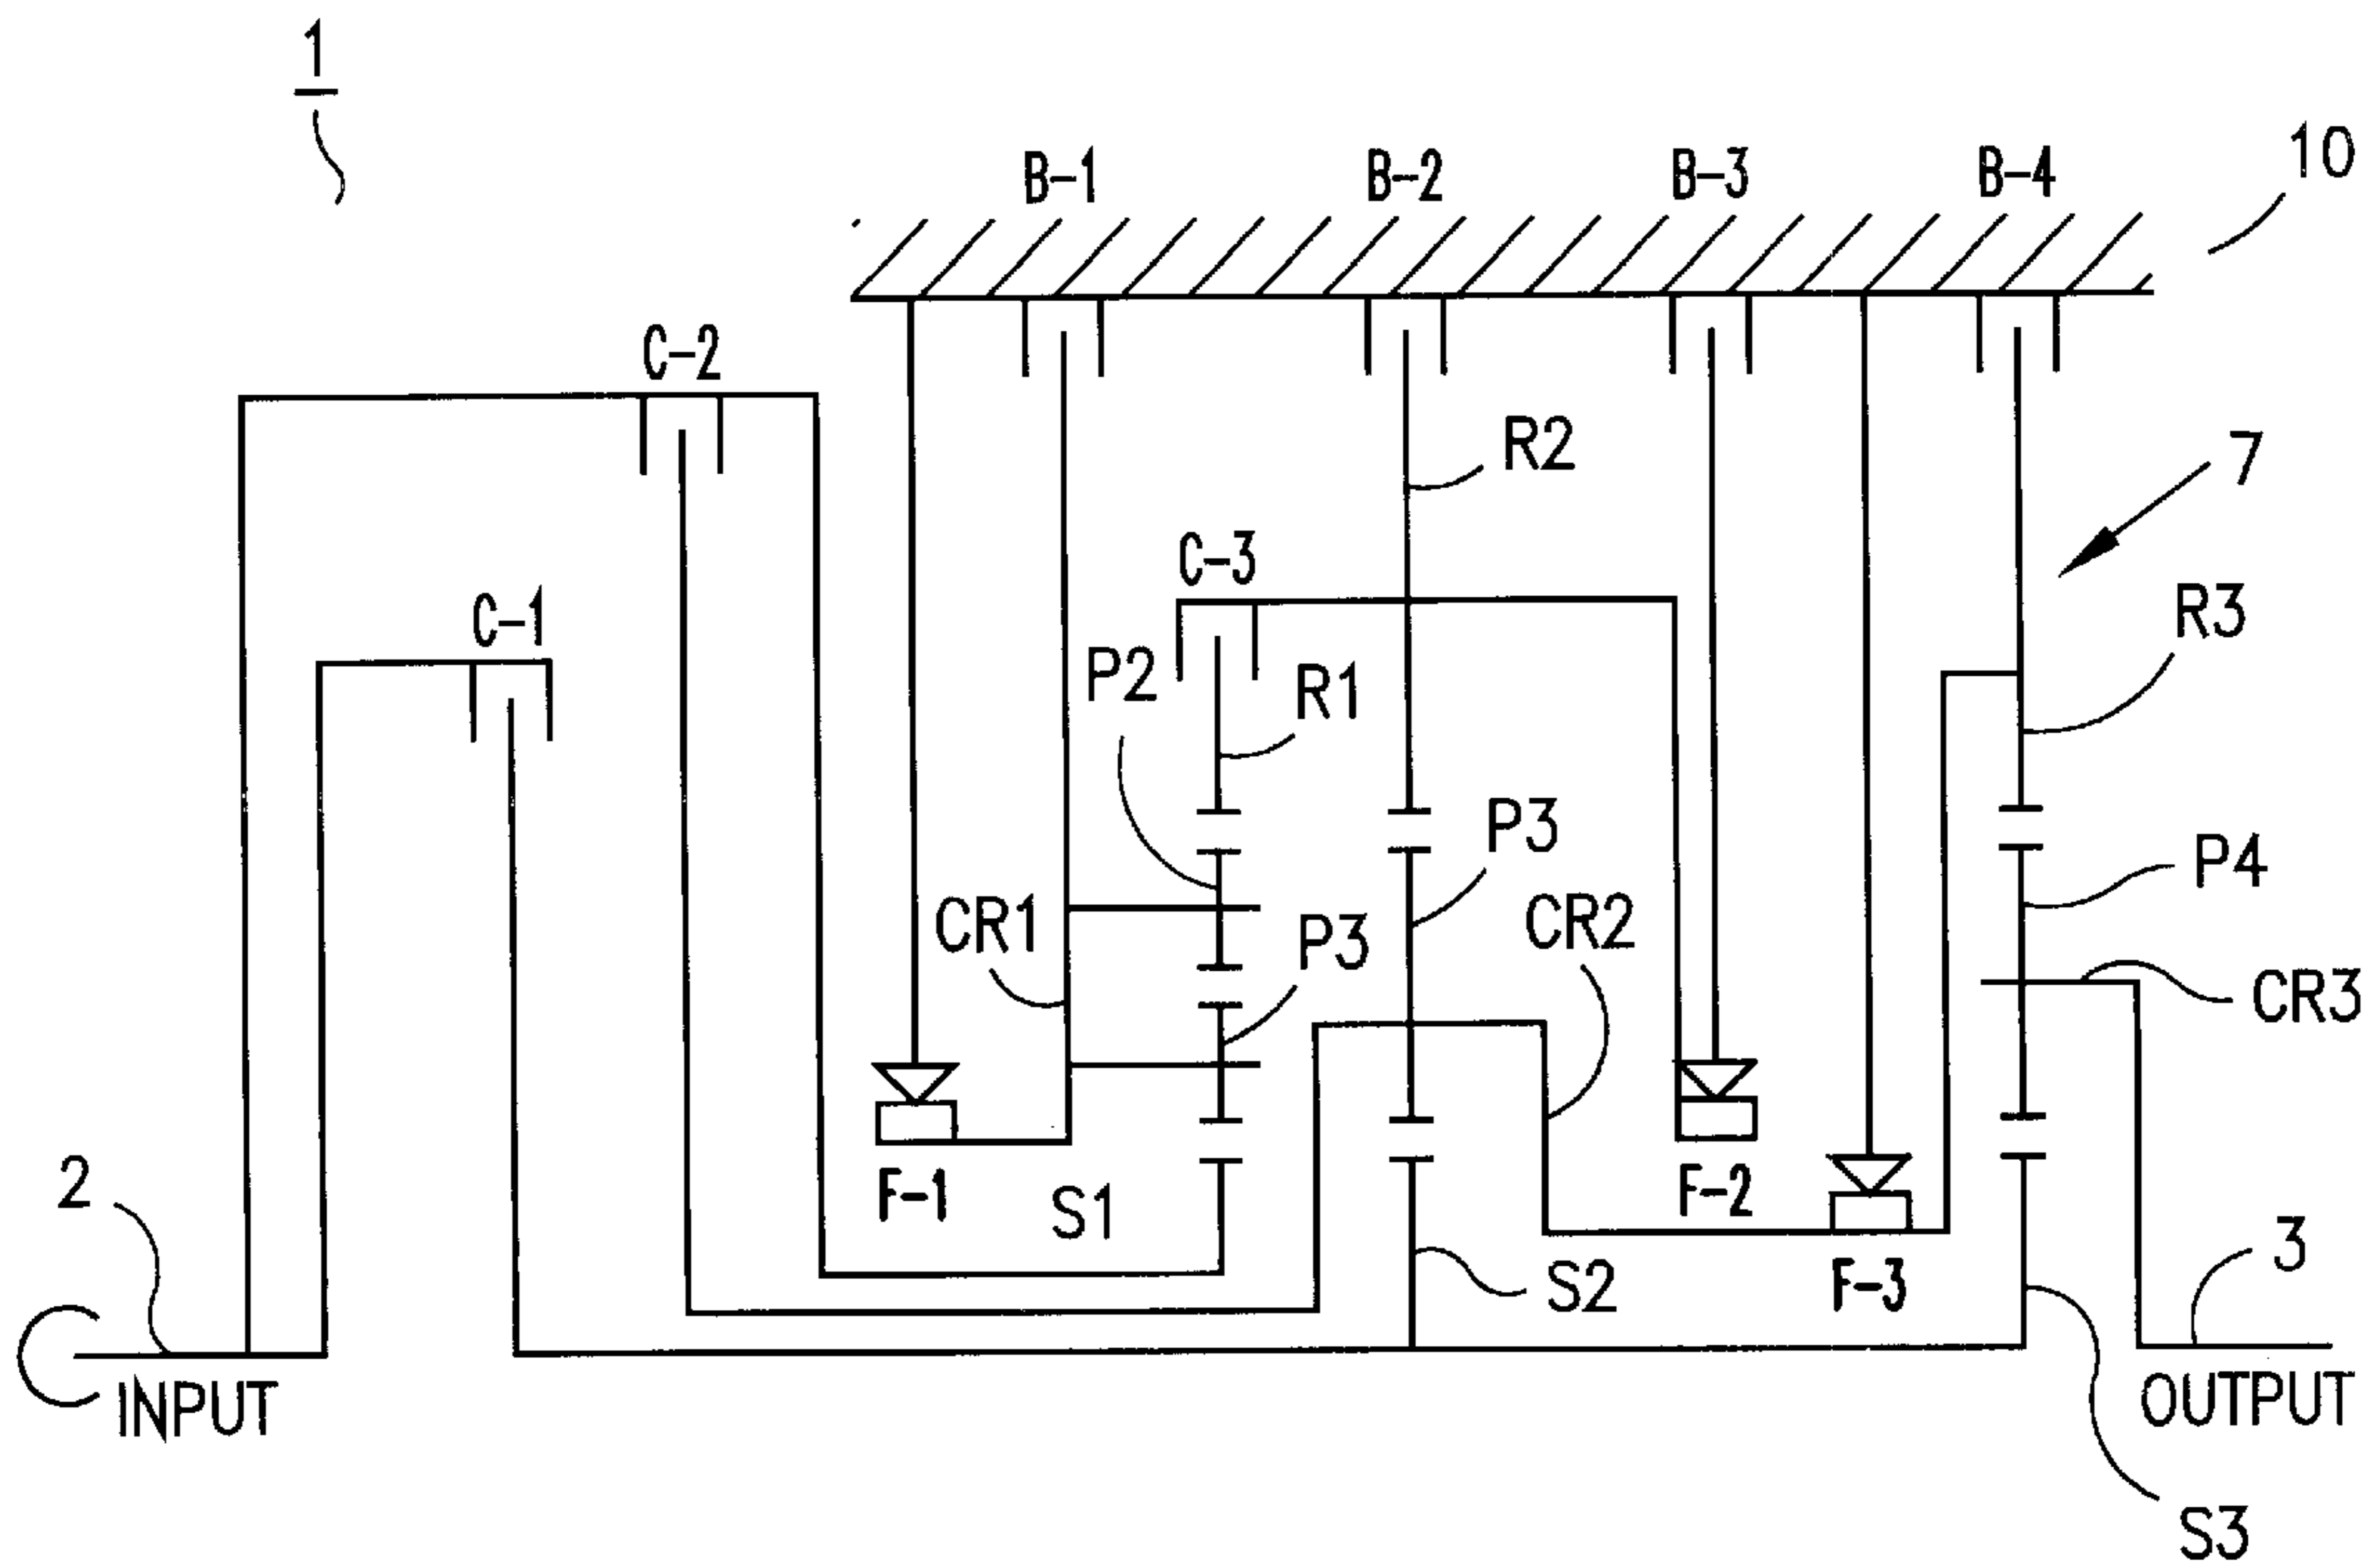 1
B-1 B-2 B-3 B-4 10
C-2
R2 7
C-3
C-1 R3
P2 R1
P3 P4
CR1 P3 CR2 CR3
2 F-1 S1 F-2 3
S2 F-3
INPUT OUTPUT
S3